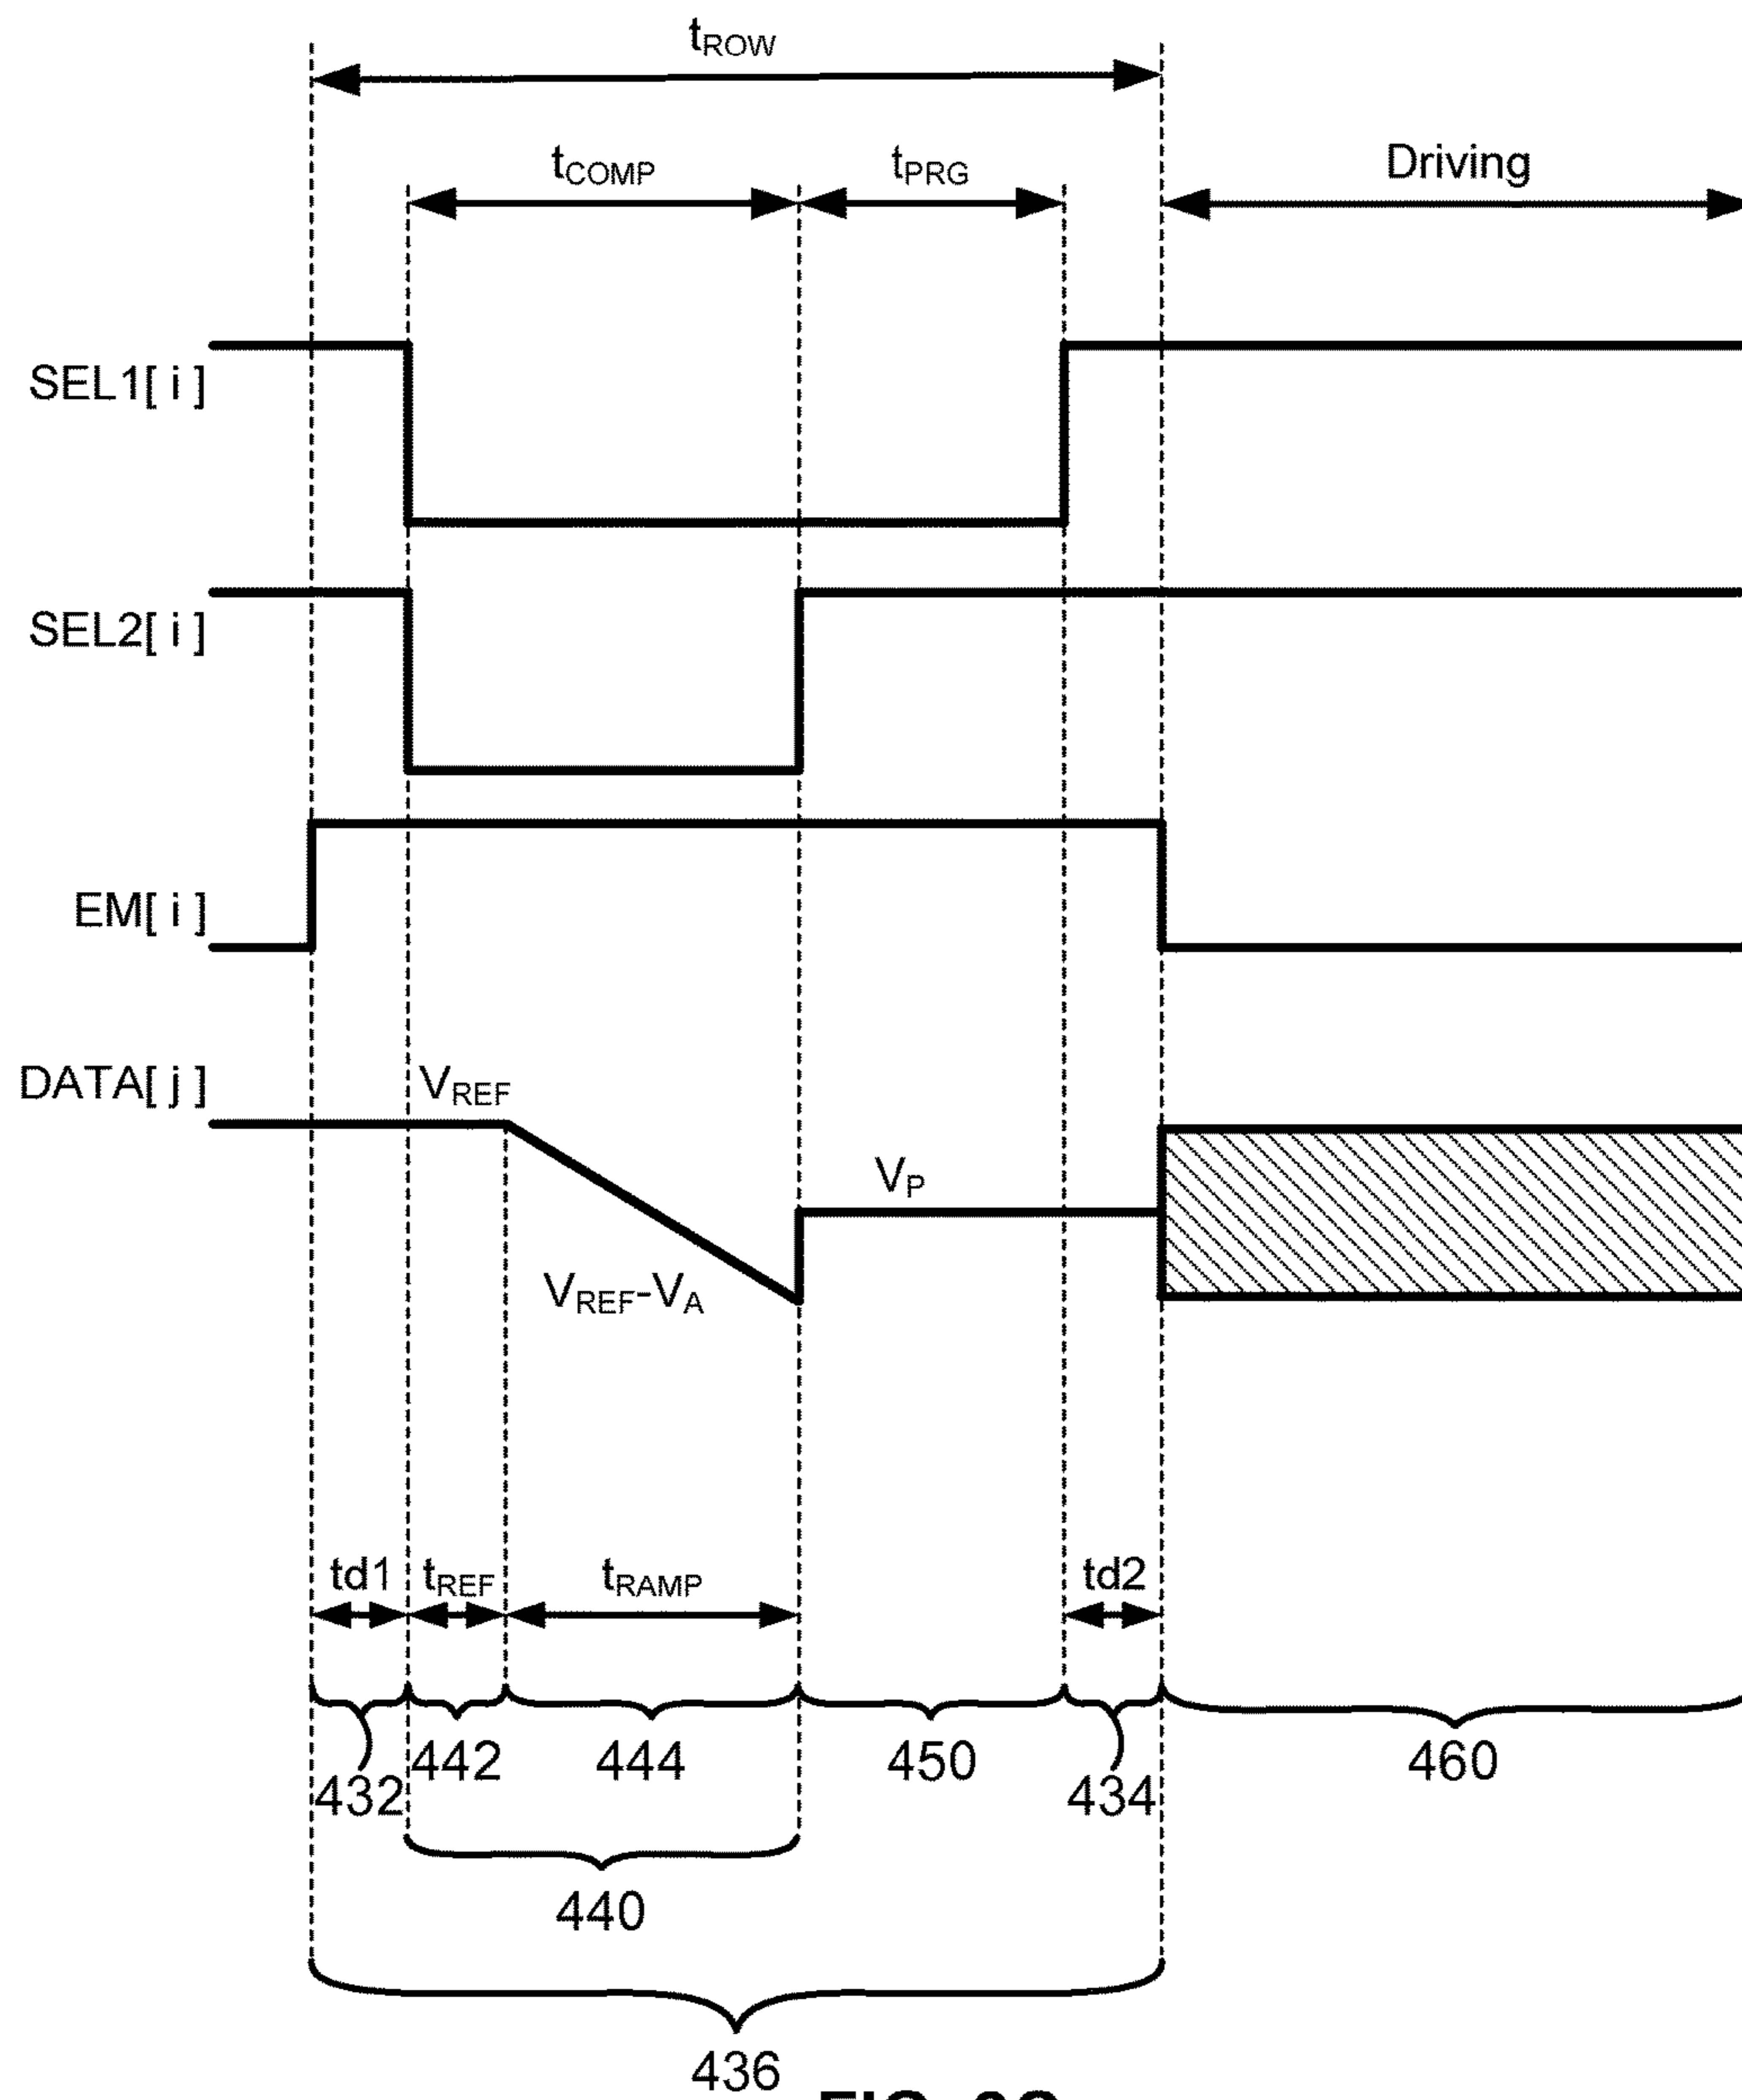 tROW
tCOMP tPRG Driving
SEL1[ i ]
SEL2[ i ]
EM[ i ]
DATA[ j ] VREF
VP
VREF-VA
td1 tREF tRAMP td2
442 444 450 460
432 434
440
436